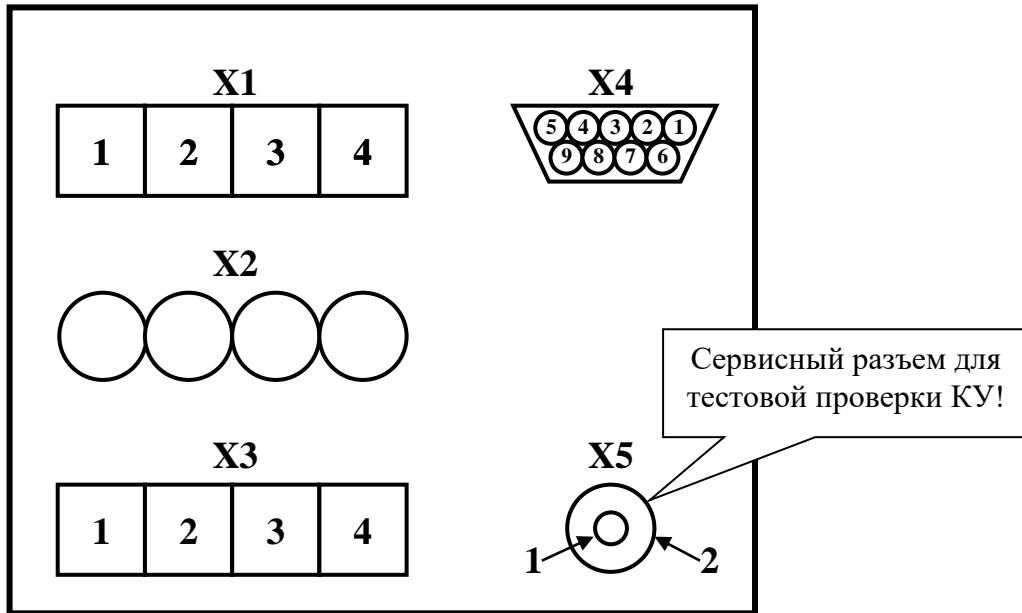 X1
1 2 3 4
X4
5 4 3 2 1
9 8 7 6
X2
Сервисный разъем для
тестовой проверки КУ!
X3
1 2 3 4
X5
1 2